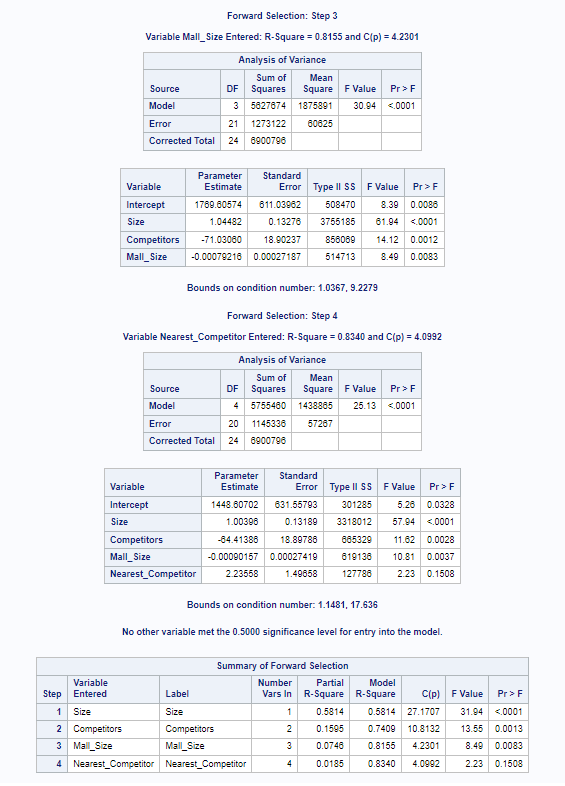 Forward Selection: Step 3
Variable Mall_Size Entered: R-Square = 0.8155 and C(p) = 4.2301
Analysis of Variance
Source DF Sum of Squares Mean Square F Value Pr > F
Model 3 5627674 1875891 30.94 <.0001
Error 21 1273122 60625
Corrected Total 24 6900796
Variable Parameter Estimate Standard Error Type II SS F Value Pr > F
Intercept 1769.60574 611.03962 508470 8.39 0.0086
Size 1.04482 0.13276 3755185 61.94 <.0001
Competitors -71.03060 18.90237 856069 14.12 0.0012
Mall_Size -0.00079216 0.00027187 514713 8.49 0.0083
Bounds on condition number: 1.0367, 9.2279
Forward Selection: Step 4
Variable Nearest_Competitor Entered: R-Square = 0.8340 and C(p) = 4.0992
Analysis of Variance
Source DF Sum of Squares Mean Square F Value Pr > F
Model 4 5755460 1438865 25.13 <.0001
Error 20 1145336 57267
Corrected Total 24 6900796
Variable Parameter Estimate Standard Error Type II SS F Value Pr > F
Intercept 1448.60702 631.55793 301285 5.26 0.0328
Size 1.00396 0.13189 3318012 57.94 <.0001
Competitors -64.41386 18.89786 665329 11.62 0.0028
Mall_Size -0.00090157 0.00027419 619136 10.81 0.0037
Nearest_Competitor 2.23558 1.49658 127786 2.23 0.1508
Bounds on condition number: 1.1481, 17.636
No other variable met the 0.5000 significance level for entry into the model.
Summary of Forward Selection
Step Variable Entered Label Number Vars In Partial R-Square Model R-Square C(p) F Value Pr > F
1 Size Size 1 0.5814 0.5814 27.1707 31.94 <.0001
2 Competitors Competitors 2 0.1595 0.7409 10.8132 13.55 0.0013
3 Mall_Size Mall_Size 3 0.0746 0.8155 4.2301 8.49 0.0083
4 Nearest_Competitor Nearest_Competitor 4 0.0185 0.8340 4.0992 2.23 0.1508